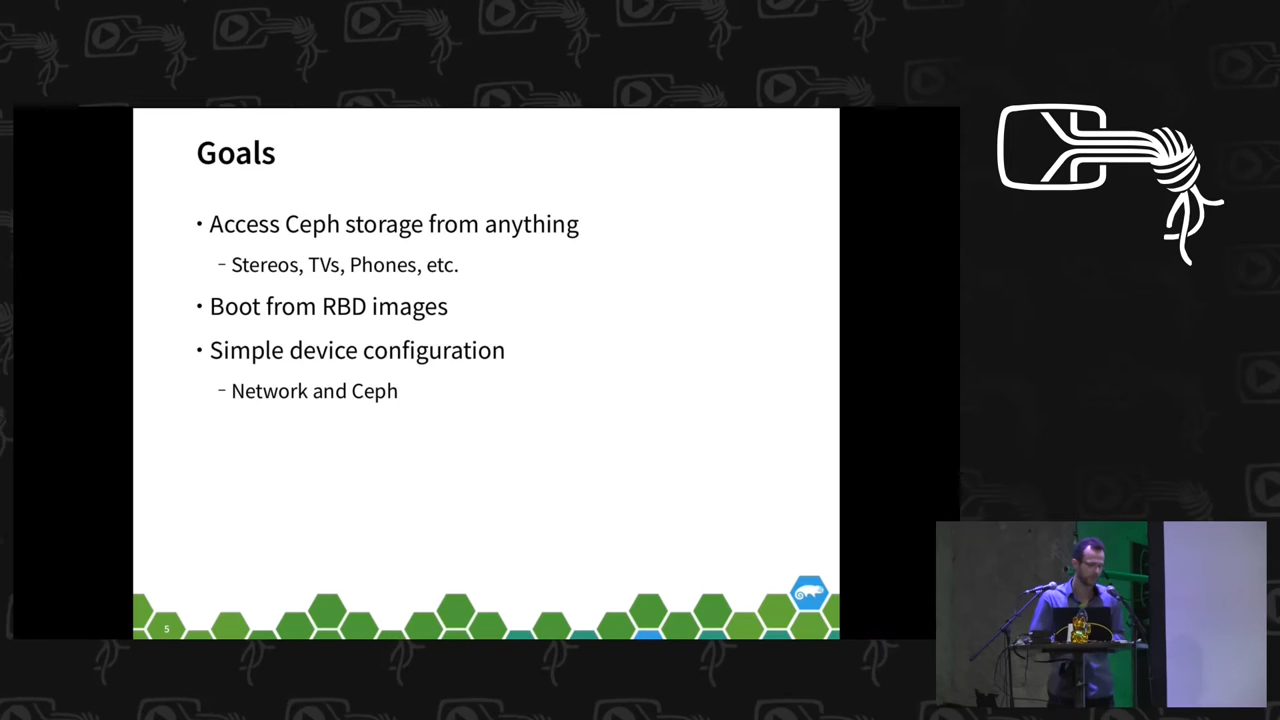 Goals
• Access Ceph storage from anything
– Stereos, TVs, Phones, etc.
• Boot from RBD images
• Simple device configuration
– Network and Ceph
5